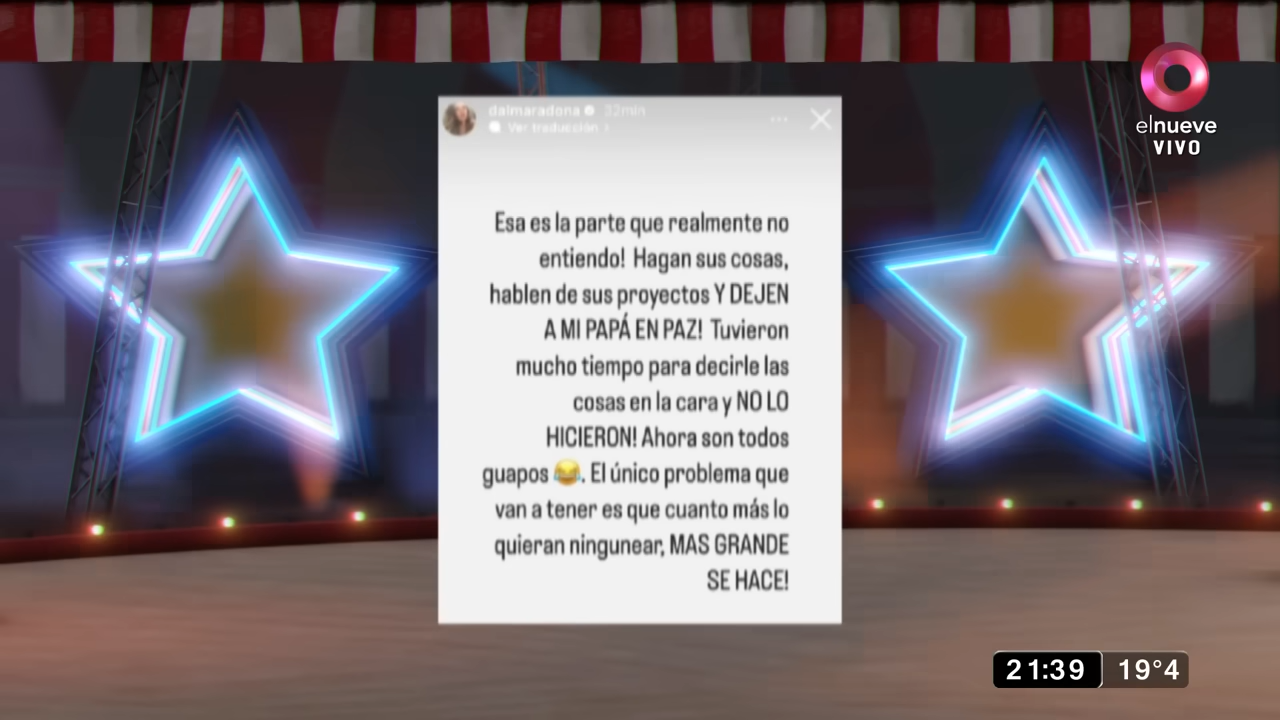 dalmaradona 32min
Ver traducción ›
elnueve
VIVO
Esa es la parte que realmente no
entiendo! Hagan sus cosas,
hablen de sus proyectos Y DEJEN
A MI PAPÁ EN PAZ! Tuvieron
mucho tiempo para decirle las
cosas en la cara y NO LO
HICIERON! Ahora son todos
guapos 😂. El único problema que
van a tener es que cuanto más lo
quieran ningunear, MAS GRANDE
SE HACE!
21:39 19°4